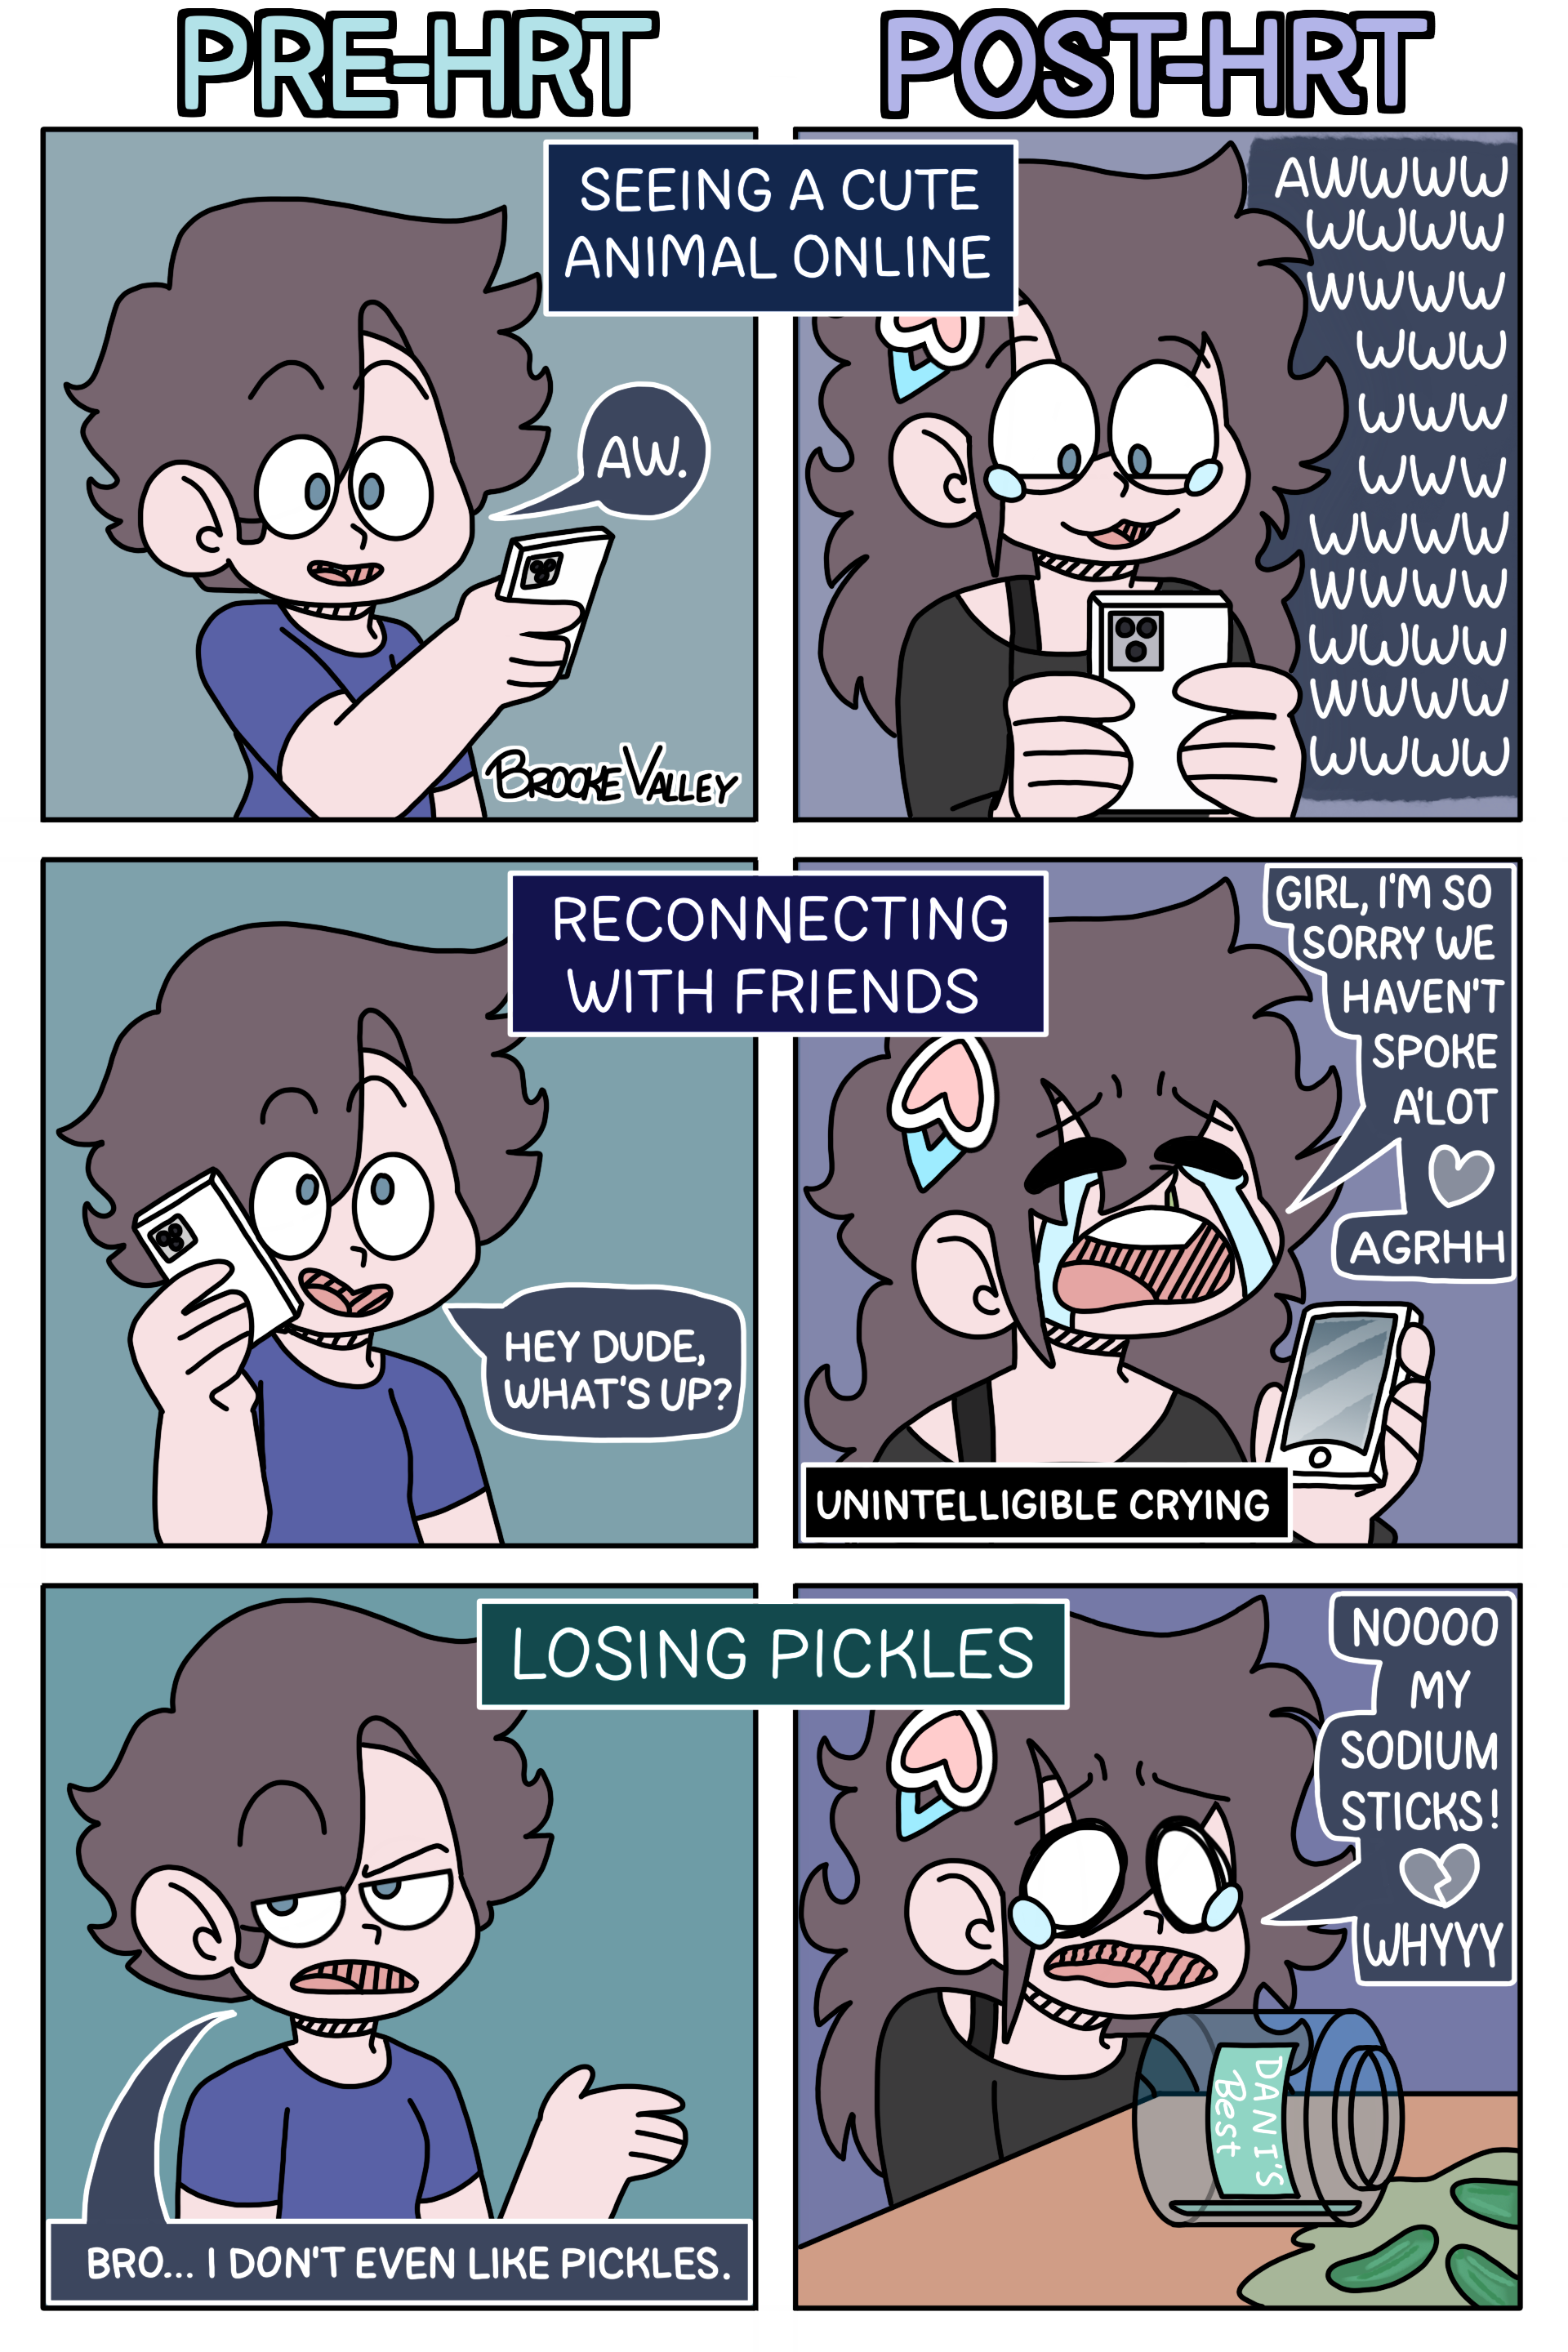 PRE-HRT
POST-HRT
SEEING A CUTE
ANIMAL ONLINE
AW.
BROOKE VALLEY
AWWWW
WWWW
WWWW
WWW
WWW
WWW
WWWW
WWWW
WWWW
WWWW
WWWW
RECONNECTING
WITH FRIENDS
HEY DUDE,
WHAT'S UP?
GIRL, I'M SO
SORRY WE
HAVEN'T
SPOKE
A'LOT
AGRHH
UNINTELLIGIBLE CRYING
LOSING PICKLES
BRO... I DON'T EVEN LIKE PICKLES.
NOOOO
MY
SODIUM
STICKS!
WHYYY
DANI'S
Best